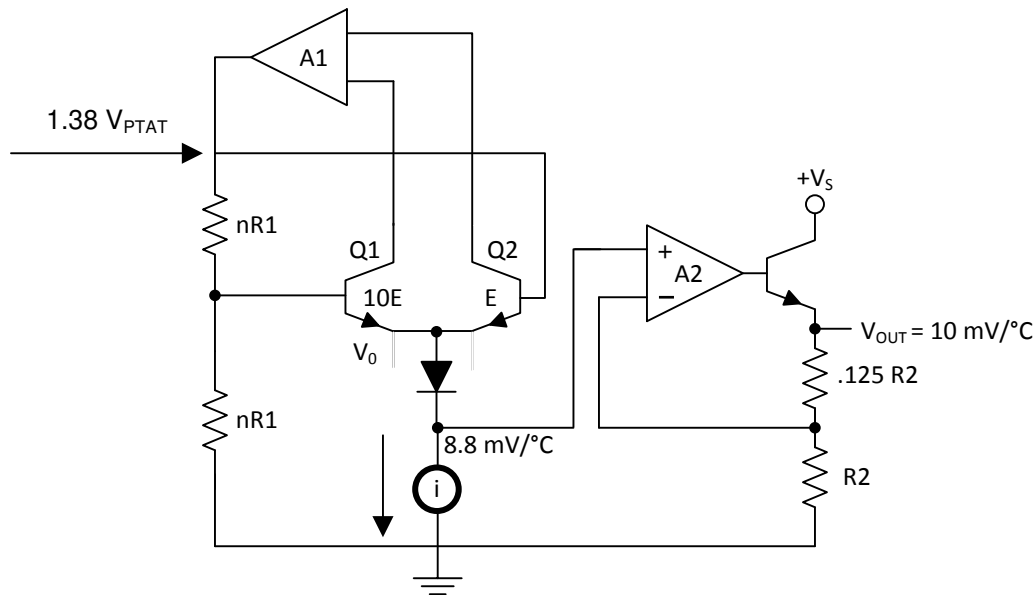 A1
1.38 V_PTAT
+V_S
nR1
Q1
Q2
+
A2
−
10E
E
V_0
V_OUT = 10 mV/°C
.125 R2
nR1
8.8 mV/°C
i
R2